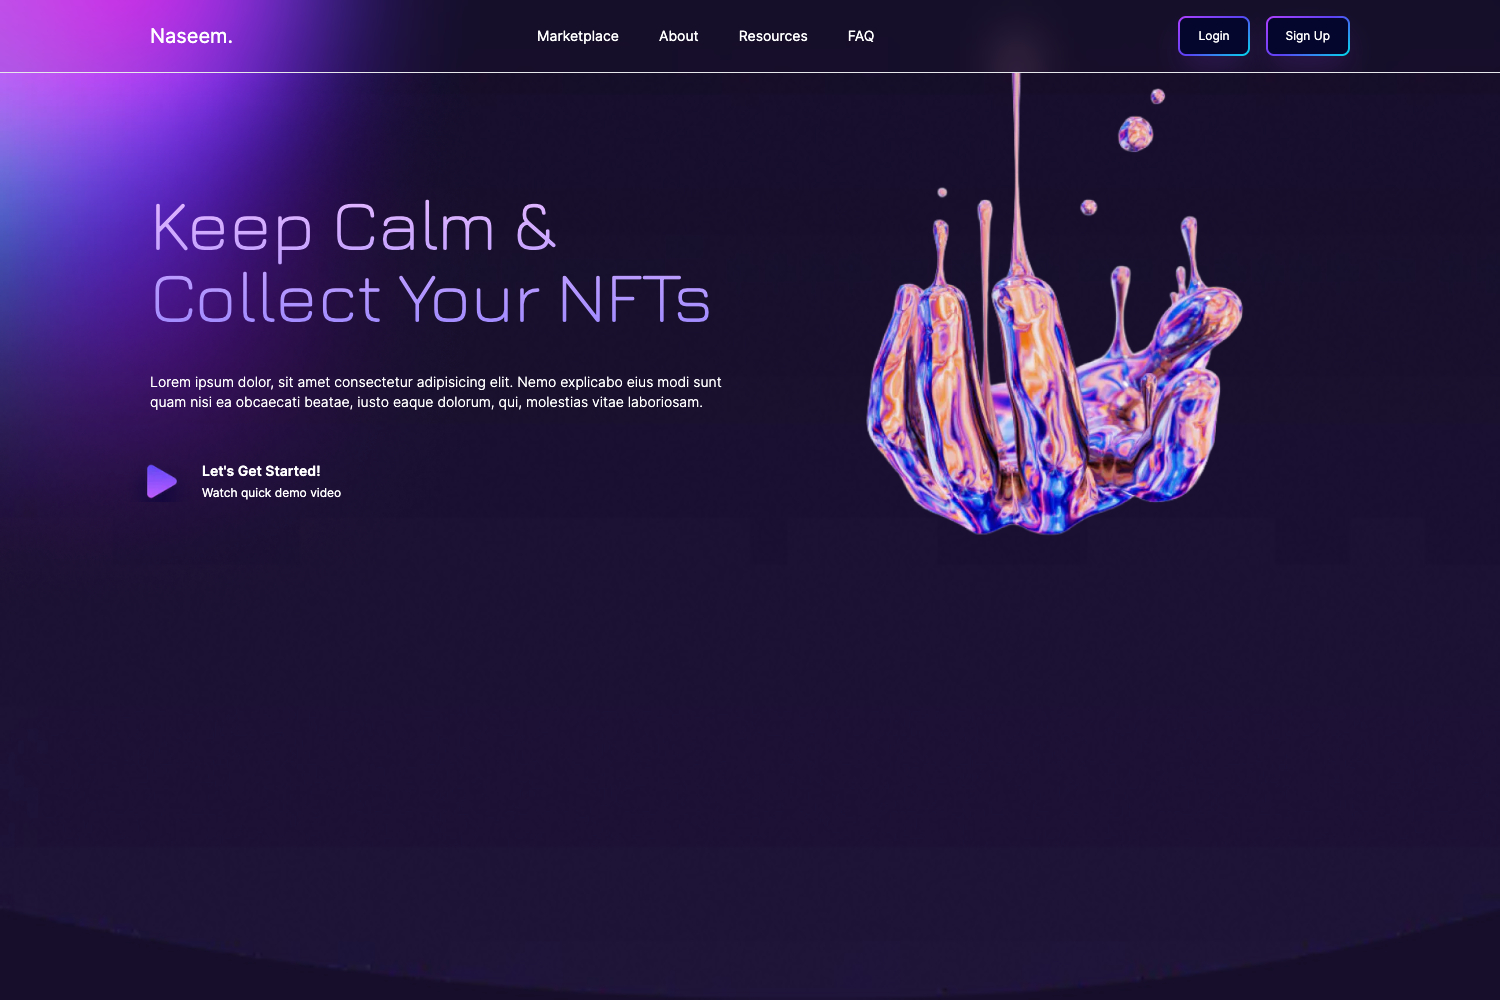 Naseem.
Marketplace
About
Resources
FAQ
Login
Sign Up
Keep Calm &
Collect Your NFTs
Lorem ipsum dolor, sit amet consectetur adipisicing elit. Nemo explicabo eius modi sunt
quam nisi ea obcaecati beatae, iusto eaque dolorum, qui, molestias vitae laboriosam.
Let's Get Started!
Watch quick demo video